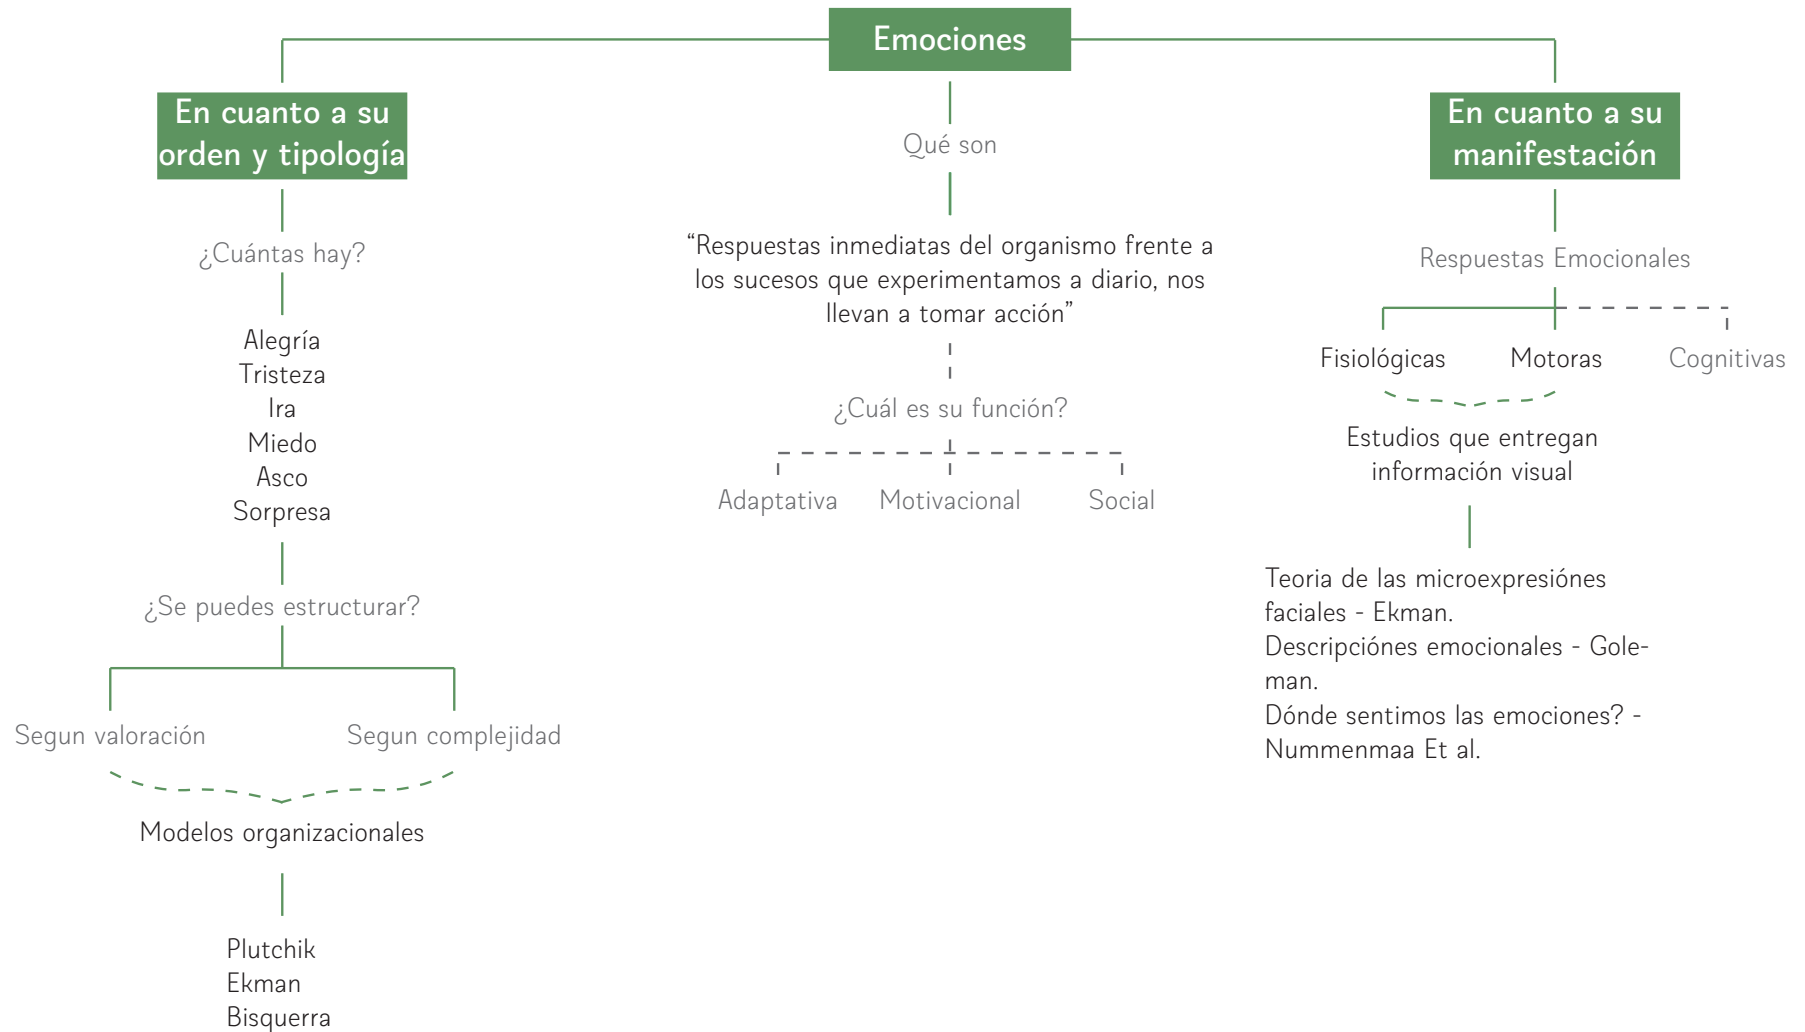 Emociones
En cuanto a su
orden y tipología
¿Cuántas hay?
Alegría
Tristeza
Ira
Miedo
Asco
Sorpresa
¿Se puedes estructurar?
Segun valoración
Segun complejidad
Modelos organizacionales
Plutchik
Ekman
Bisquerra
Qué son
“Respuestas inmediatas del organismo frente a
los sucesos que experimentamos a diario, nos
llevan a tomar acción”
¿Cuál es su función?
Adaptativa
Motivacional
Social
En cuanto a su
manifestación
Respuestas Emocionales
Fisiológicas
Motoras
Cognitivas
Estudios que entregan
información visual
Teoria de las microexpresiónes
faciales - Ekman.
Descripciónes emocionales - Gole-
man.
Dónde sentimos las emociones? -
Nummenmaa Et al.